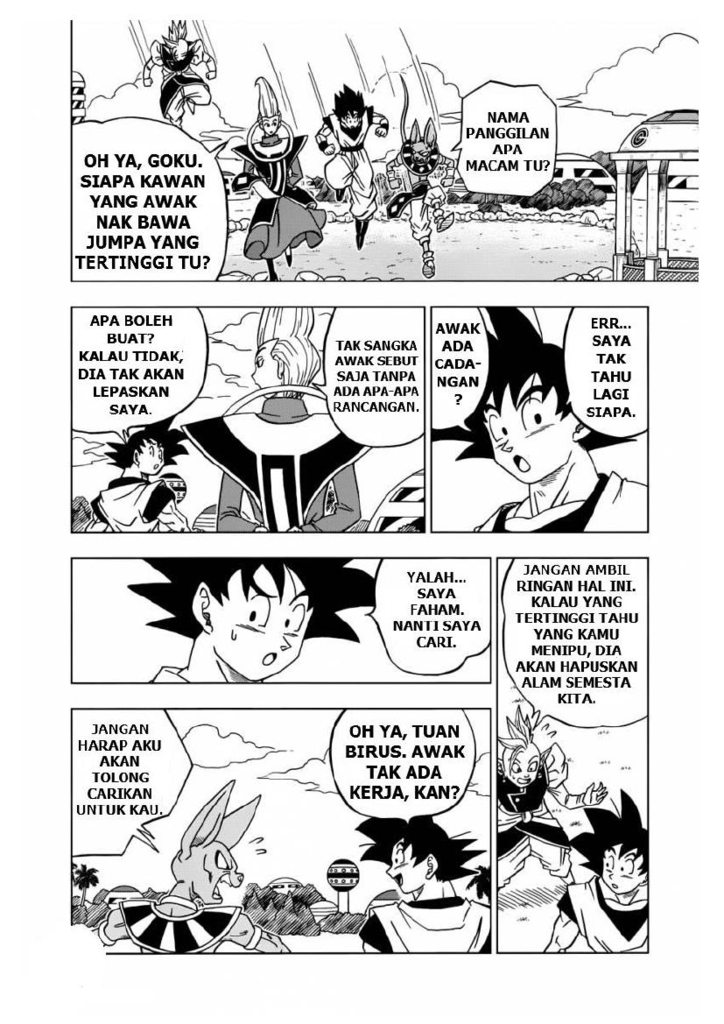 NAMA
PANGGILAN
APA
MACAM TU?
OH YA, GOKU.
SIAPA KAWAN
YANG AWAK
NAK BAWA
JUMPA YANG
TERTINGGI TU?
ERR...
SAYA
TAK
TAHU
LAGI
SIAPA.
AWAK
ADA
CADA-
NGAN
?
TAK SANGKA
AWAK SEBUT
SAJA TANPA
ADA APA-APA
RANCANGAN.
APA BOLEH
BUAT?
KALAU TIDAK,
DIA TAK AKAN
LEPASKAN
SAYA.
JANGAN AMBIL
RINGAN HAL INI.
KALAU YANG
TERTINGGI TAHU
YANG KAMU
MENIPU, DIA
AKAN HAPUSKAN
ALAM SEMESTA
KITA.
YALAH...
SAYA
FAHAM.
NANTI SAYA
CARI.
OH YA, TUAN
BIRUS. AWAK
TAK ADA
KERJA, KAN?
JANGAN
HARAP AKU
AKAN
TOLONG
CARIKAN
UNTUK KAU.